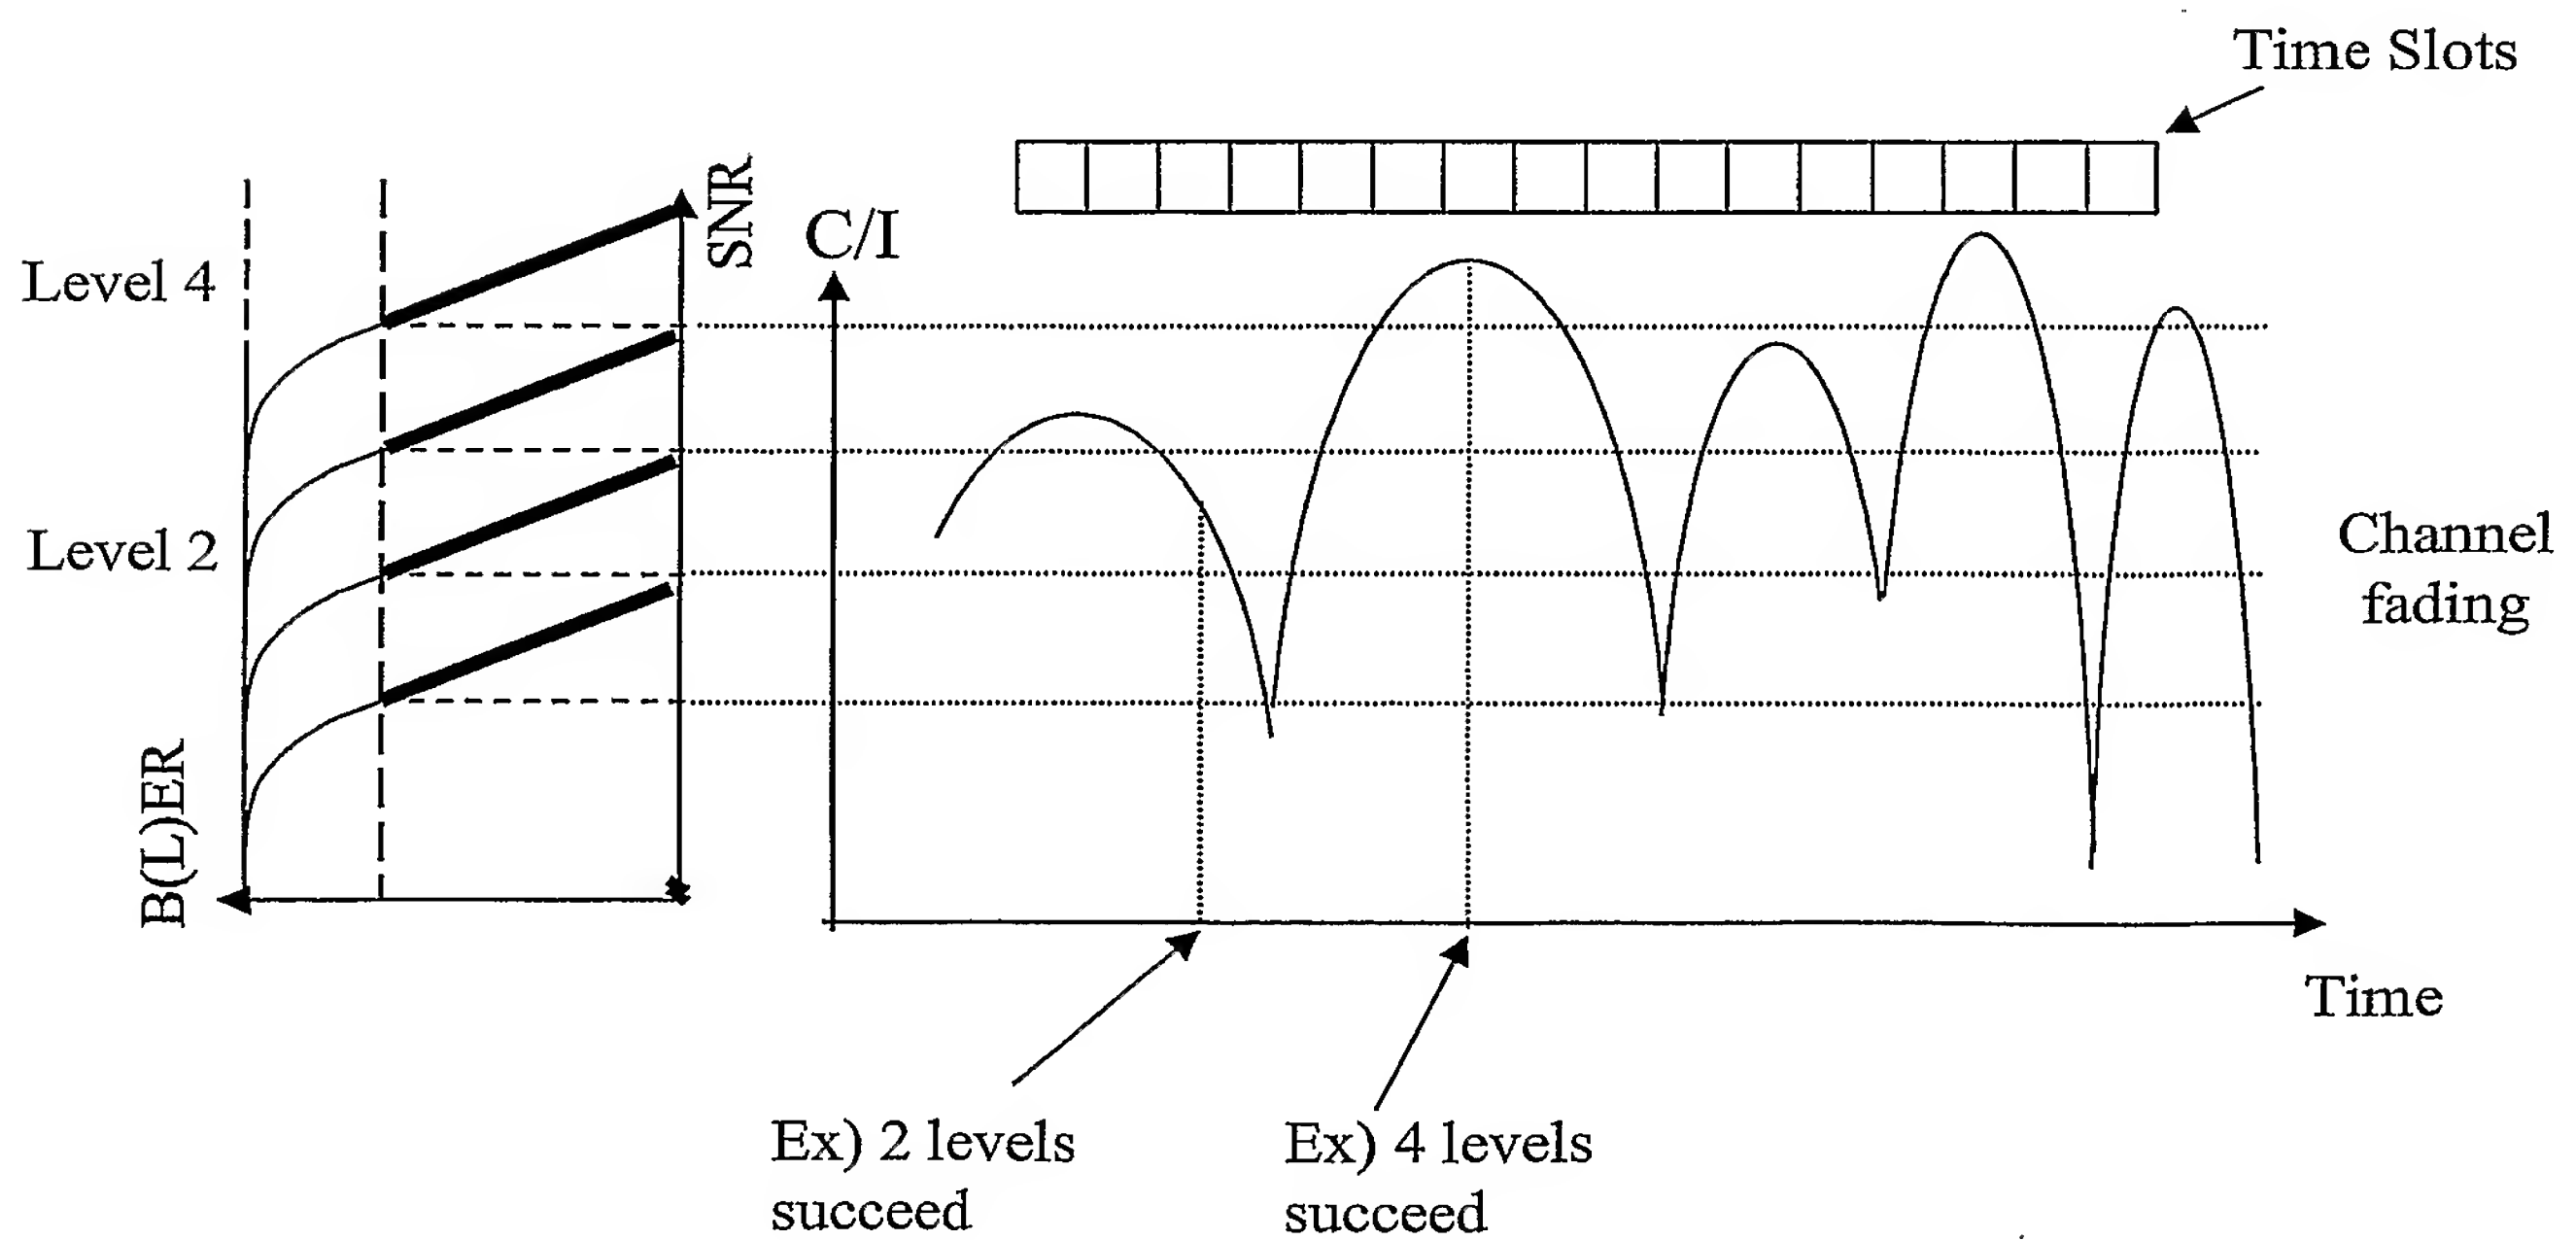 Time Slots
SNR
C/I
Level 4
Level 2
Channel
fading
B(L)ER
Time
Ex) 2 levels
succeed
Ex) 4 levels
succeed